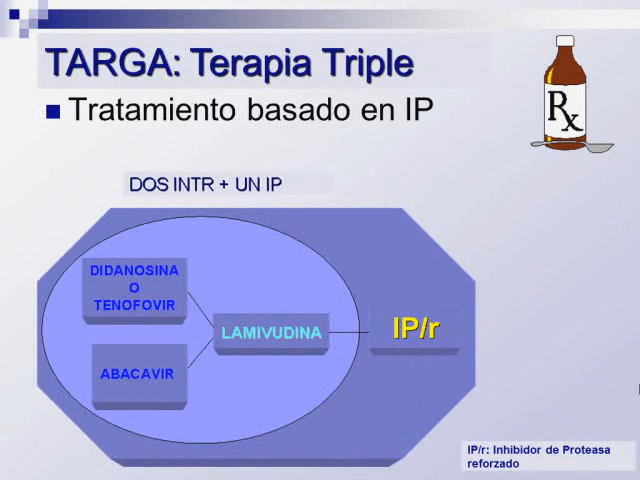 TARGA: Terapia Triple
Tratamiento basado en IP
Rx
DOS INTR + UN IP
DIDANOSINA
O
TENOFOVIR
LAMIVUDINA
IP/r
ABACAVIR
IP/r: Inhibidor de Proteasa
reforzado